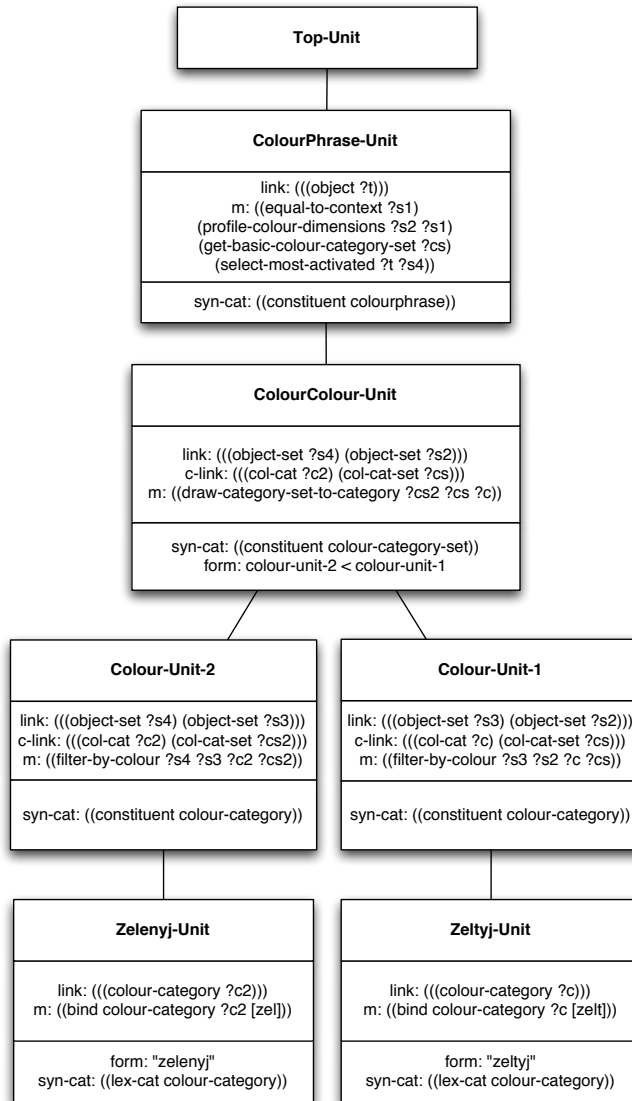 Top-Unit
ColourPhrase-Unit
link: (((object ?t)))
m: ((equal-to-context ?s1)
(profile-colour-dimensions ?s2 ?s1)
(get-basic-colour-category-set ?cs)
(select-most-activated ?t ?s4))
syn-cat: ((constituent colourphrase))
ColourColour-Unit
link: (((object-set ?s4) (object-set ?s2)))
c-link: (((col-cat ?c2) (col-cat-set ?cs)))
m: ((draw-category-set-to-category ?cs2 ?cs ?c))
syn-cat: ((constituent colour-category-set))
form: colour-unit-2 < colour-unit-1
Colour-Unit-2
link: (((object-set ?s4) (object-set ?s3)))
c-link: (((col-cat ?c2) (col-cat-set ?cs2)))
m: ((filter-by-colour ?s4 ?s3 ?c2 ?cs2))
syn-cat: ((constituent colour-category))
Colour-Unit-1
link: (((object-set ?s3) (object-set ?s2)))
c-link: (((col-cat ?c) (col-cat-set ?cs)))
m: ((filter-by-colour ?s3 ?s2 ?c ?cs))
syn-cat: ((constituent colour-category))
Zelenyj-Unit
link: (((colour-category ?c2)))
m: ((bind colour-category ?c2 [zel]))
form: "zelenyj"
syn-cat: ((lex-cat colour-category))
Zeltyj-Unit
link: (((colour-category ?c)))
m: ((bind colour-category ?c [zelt]))
form: "zeltyj"
syn-cat: ((lex-cat colour-category))